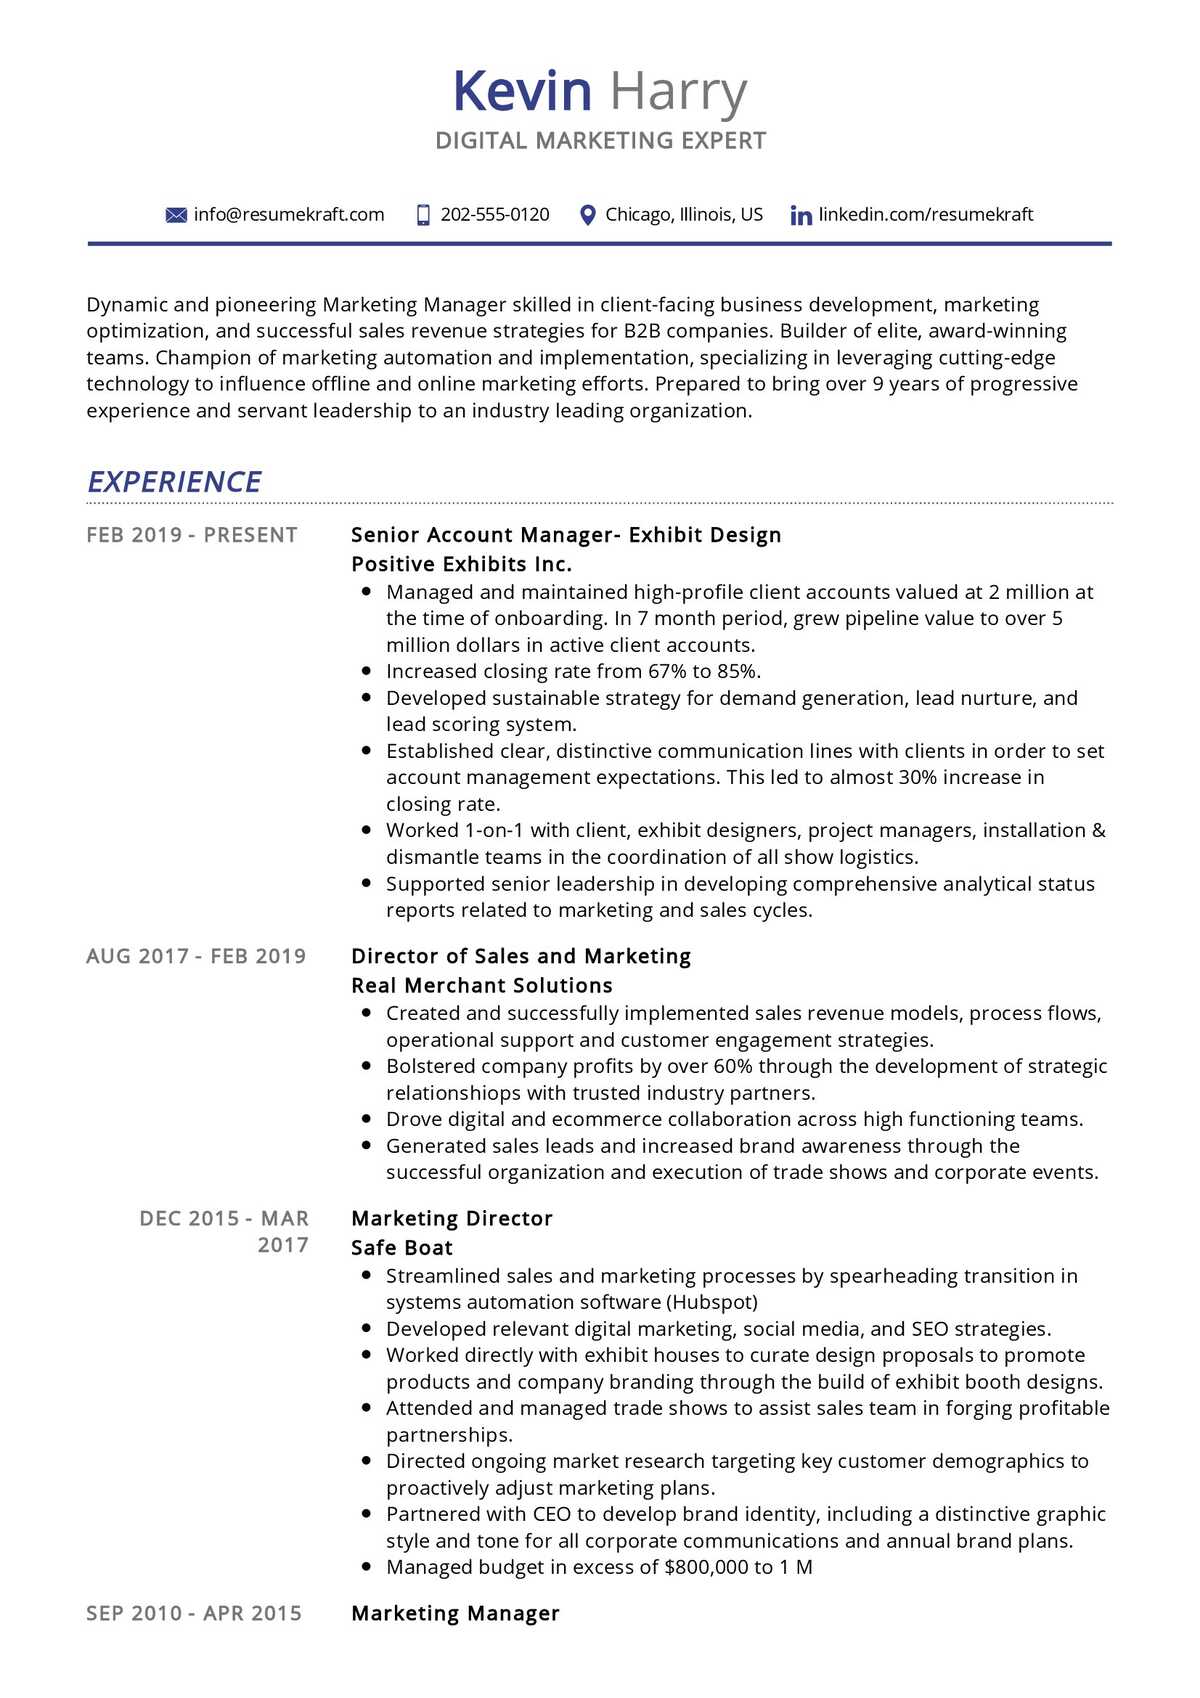 Kevin Harry
DIGITAL MARKETING EXPERT
info@resumekraft.com 202-555-0120 Chicago, Illinois, US linkedin.com/resumekraft
Dynamic and pioneering Marketing Manager skilled in client-facing business development, marketing
optimization, and successful sales revenue strategies for B2B companies. Builder of elite, award-winning
teams. Champion of marketing automation and implementation, specializing in leveraging cutting-edge
technology to influence offline and online marketing efforts. Prepared to bring over 9 years of progressive
experience and servant leadership to an industry leading organization.
EXPERIENCE
FEB 2019 - PRESENT
Senior Account Manager- Exhibit Design
Positive Exhibits Inc.
• Managed and maintained high-profile client accounts valued at 2 million at
the time of onboarding. In 7 month period, grew pipeline value to over 5
million dollars in active client accounts.
• Increased closing rate from 67% to 85%.
• Developed sustainable strategy for demand generation, lead nurture, and
lead scoring system.
• Established clear, distinctive communication lines with clients in order to set
account management expectations. This led to almost 30% increase in
closing rate.
• Worked 1-on-1 with client, exhibit designers, project managers, installation &
dismantle teams in the coordination of all show logistics.
• Supported senior leadership in developing comprehensive analytical status
reports related to marketing and sales cycles.
AUG 2017 - FEB 2019
Director of Sales and Marketing
Real Merchant Solutions
• Created and successfully implemented sales revenue models, process flows,
operational support and customer engagement strategies.
• Bolstered company profits by over 60% through the development of strategic
relationshiops with trusted industry partners.
• Drove digital and ecommerce collaboration across high functioning teams.
• Generated sales leads and increased brand awareness through the
successful organization and execution of trade shows and corporate events.
DEC 2015 - MAR
2017
Marketing Director
Safe Boat
• Streamlined sales and marketing processes by spearheading transition in
systems automation software (Hubspot)
• Developed relevant digital marketing, social media, and SEO strategies.
• Worked directly with exhibit houses to curate design proposals to promote
products and company branding through the build of exhibit booth designs.
• Attended and managed trade shows to assist sales team in forging profitable
partnerships.
• Directed ongoing market research targeting key customer demographics to
proactively adjust marketing plans.
• Partnered with CEO to develop brand identity, including a distinctive graphic
style and tone for all corporate communications and annual brand plans.
• Managed budget in excess of $800,000 to 1 M
SEP 2010 - APR 2015
Marketing Manager